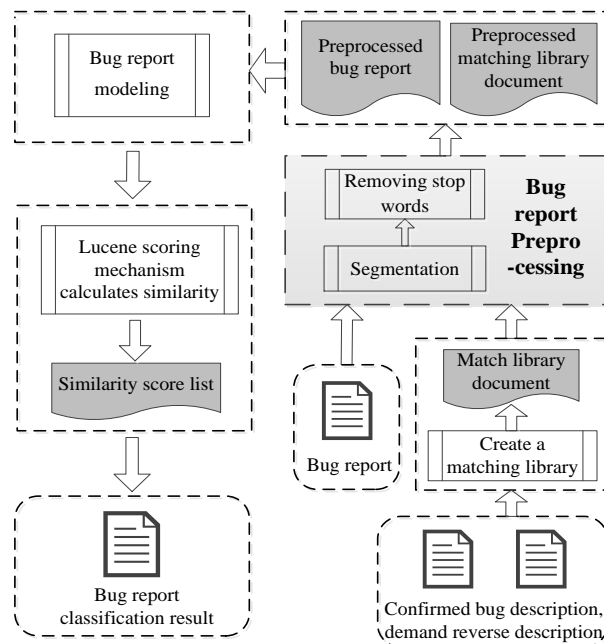 Bug report
modeling
Preprocessed
bug report
Preprocessed
matching library
document
Removing stop
words
Segmentation
Bug
report
Prepro
-cessing
Lucene scoring
mechanism
calculates similarity
Similarity score list
Bug report
classification result
Bug report
Match library
document
Create a
matching library
Confirmed bug description,
demand reverse description